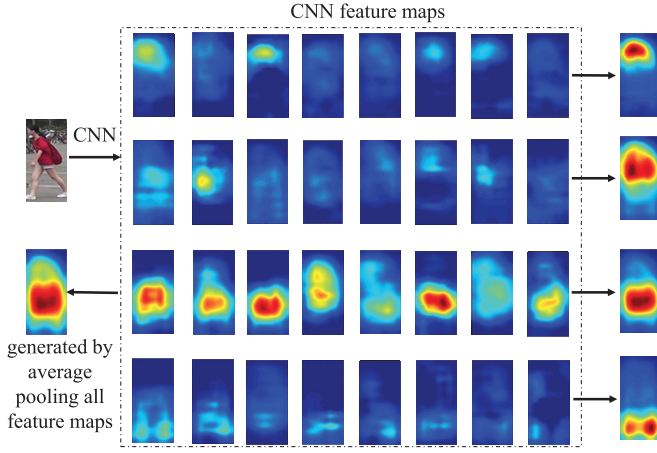 CNN feature maps
CNN
generated by
average
pooling all
feature maps